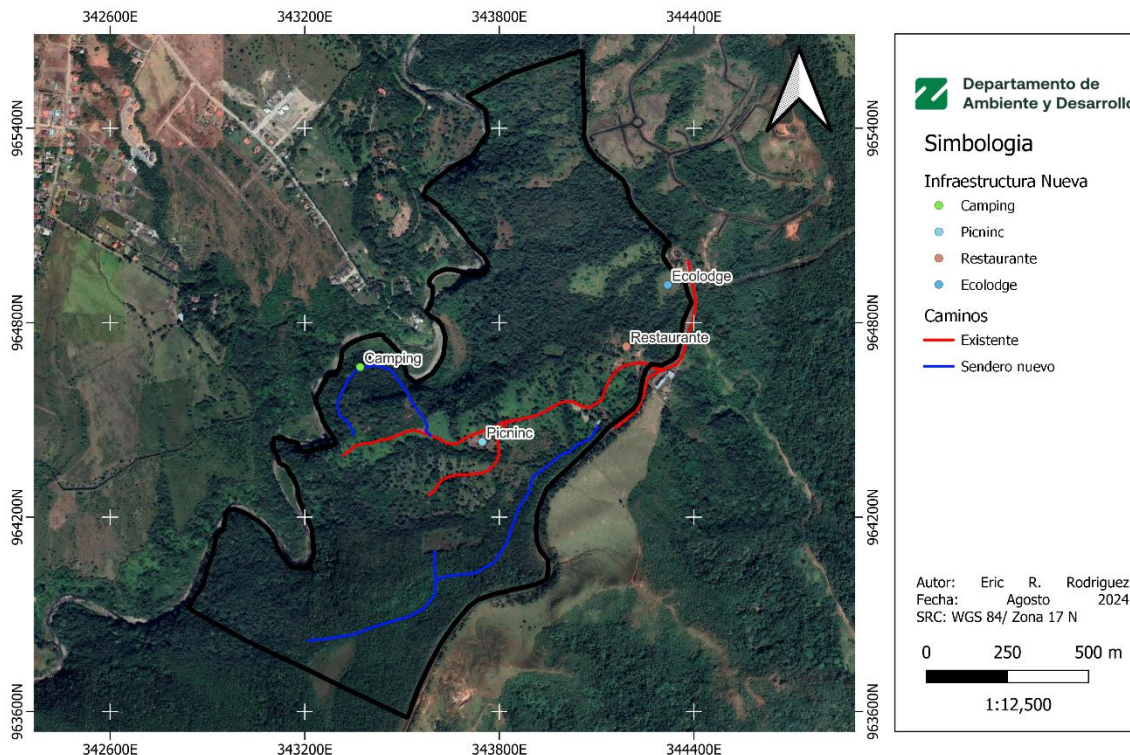 342600E 343200E 343800E 344400E
965400N 965400N
964800N 964800N
964200N 964200N
963600N 963600N
342600E 343200E 343800E 344400E
Ecolodge
Restaurante
Camping
Picninc
Departamento de
Ambiente y Desarrollo
Simbologia
Infraestructura Nueva
Camping
Picninc
Restaurante
Ecolodge
Caminos
Existente
Sendero nuevo
Autor: Eric R. Rodriguez
Fecha: Agosto 2024
SRC: WGS 84/ Zona 17 N
0 250 500 m
1:12,500